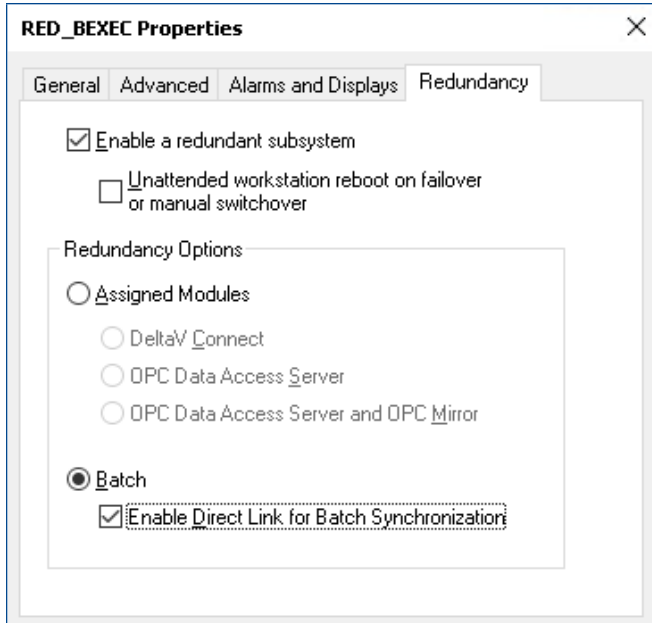 RED_BEXEC Properties
General Advanced Alarms and Displays Redundancy
Enable a redundant subsystem
Unattended workstation reboot on failover
or manual switchover
Redundancy Options
Assigned Modules
DeltaV Connect
OPC Data Access Server
OPC Data Access Server and OPC Mirror
Batch
Enable Direct Link for Batch Synchronization